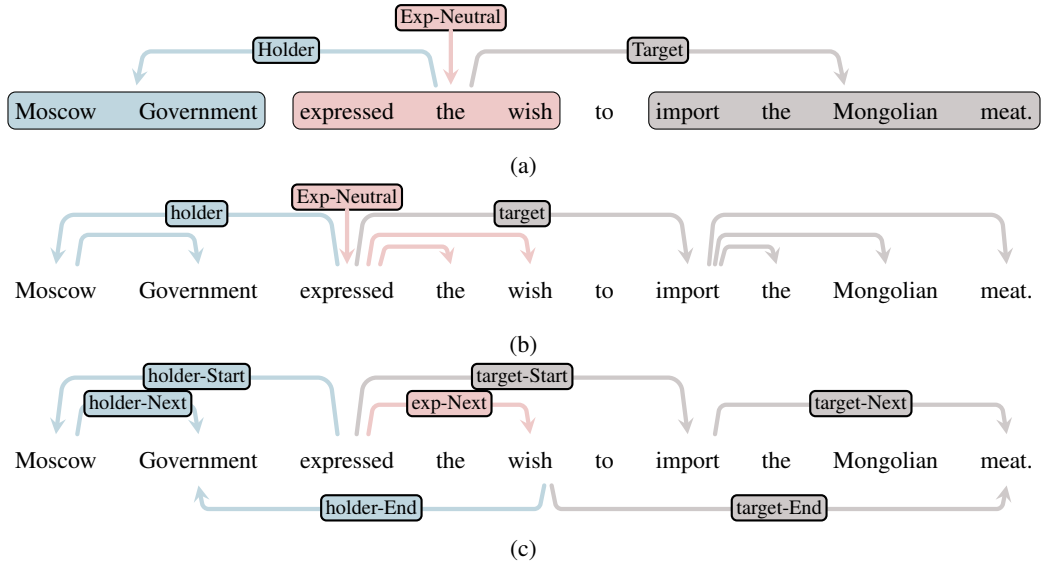 Exp-Neutral
Holder Target
Moscow Government expressed the wish to import the Mongolian meat.
(a)
Exp-Neutral
holder target
Moscow Government expressed the wish to import the Mongolian meat.
(b)
holder-Start target-Start
holder-Next exp-Next target-Next
Moscow Government expressed the wish to import the Mongolian meat.
holder-End target-End
(c)